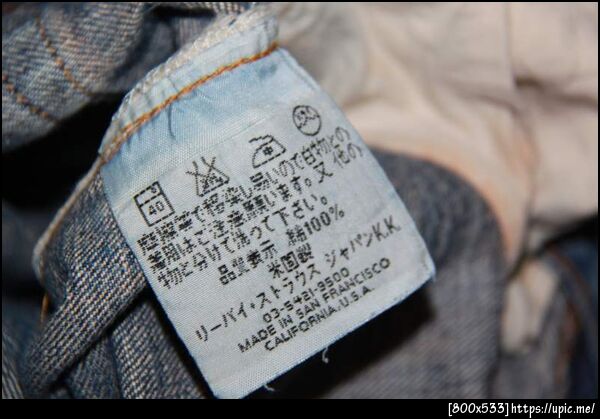 40
摩擦等で色落し易いので白物との
着用はご注意願います。又他の
物と分けて洗って下さい。
品質表示 綿100%
米国製
リーバイ・ストラウス ジャパンK.K.
03-5421-3500
MADE IN SAN FRANCISCO
CALIFORNIA. U.S.A.
[800x533] https://upic.me/